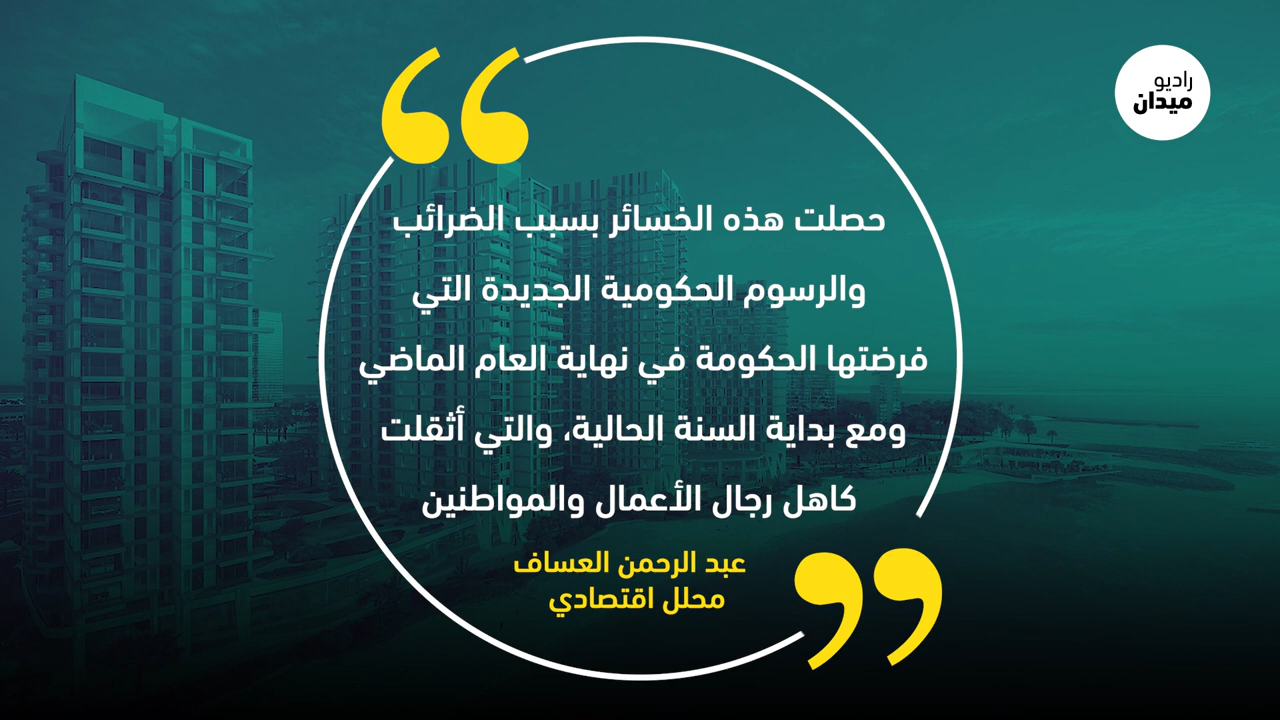 راديو
ميدان
حصلت هذه الخسائر بسبب الضرائب
والرسوم الحكومية الجديدة التي
فرضتها الحكومة في نهاية العام الماضي
ومع بداية السنة الحالية، والتي أثقلت
كاهل رجال الأعمال والمواطنين
عبد الرحمن العساف
محلل اقتصادي